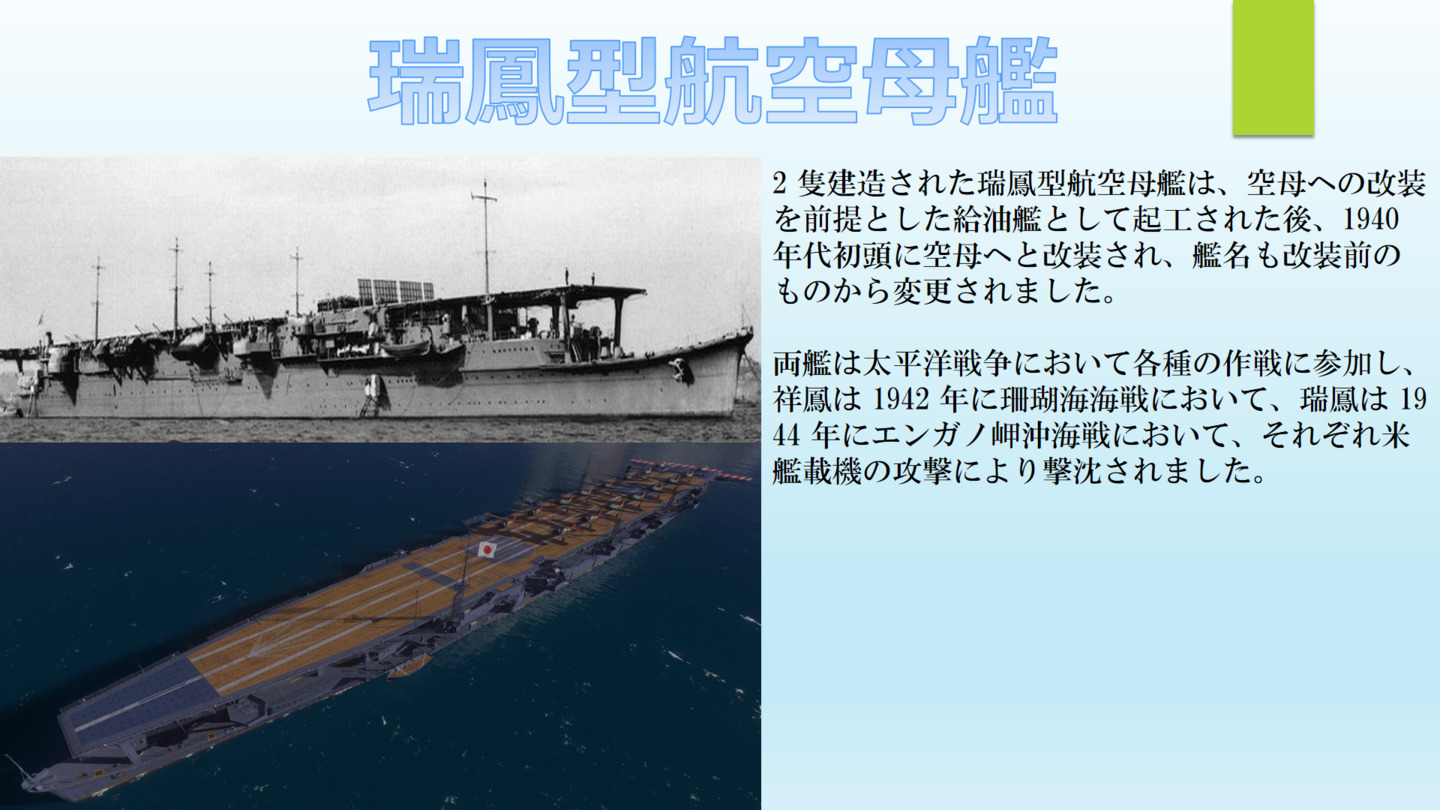 瑞鳳型航空母艦
2 隻建造された瑞鳳型航空母艦は、空母への改装
を前提とした給油艦として起工された後、1940
年代初頭に空母へと改装され、艦名も改装前の
ものから変更されました。
両艦は太平洋戦争において各種の作戦に参加し、
祥鳳は 1942 年に珊瑚海海戦において、瑞鳳は 19
44 年にエンガノ岬沖海戦において、それぞれ米
艦載機の攻撃により撃沈されました。